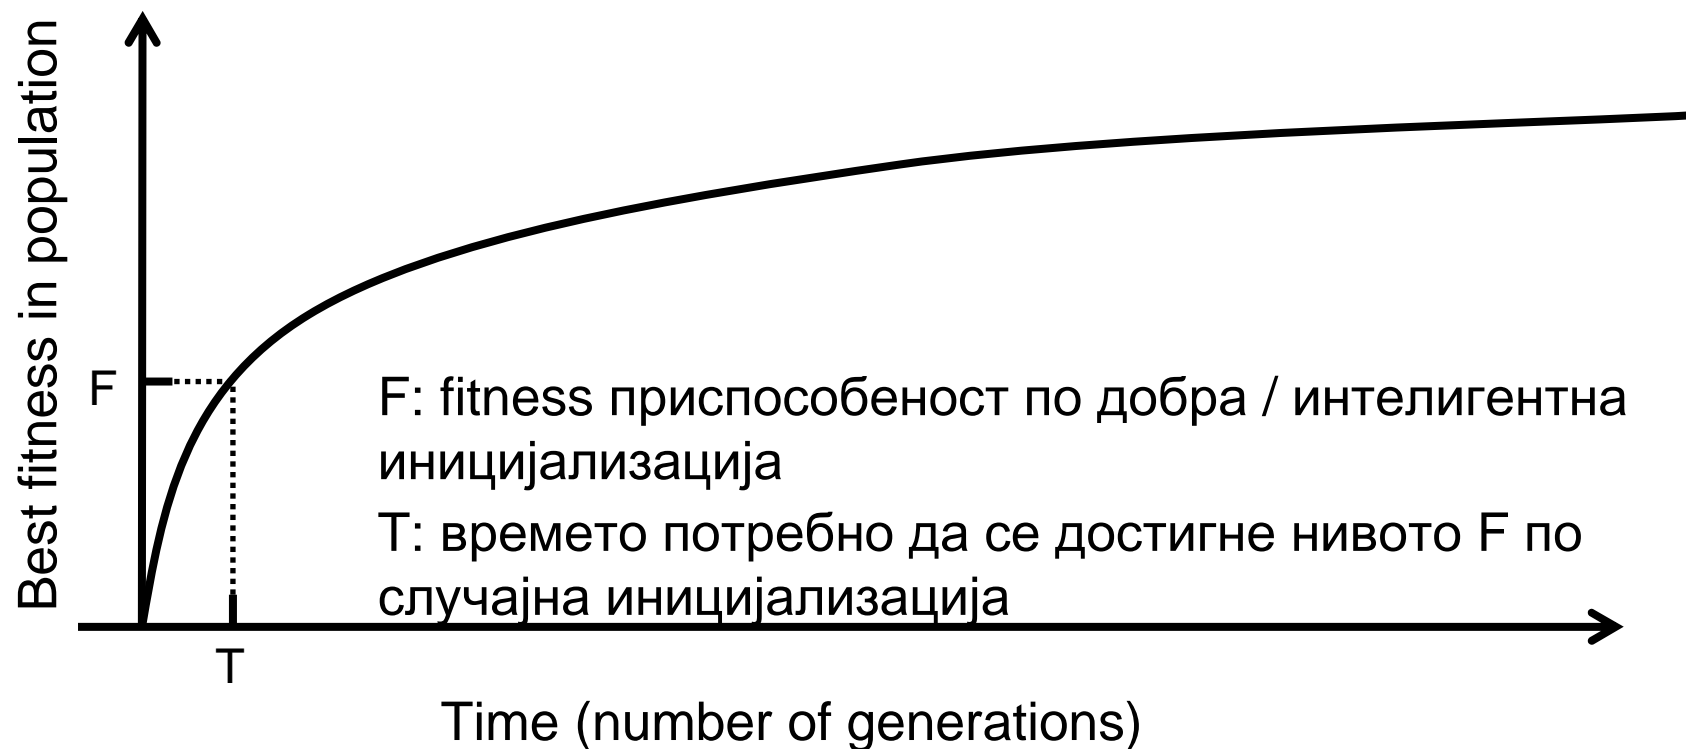 Best fitness in population
F
F: fitness приспособеност по добра / интелигентна
иницијализација
T: времето потребно да се достигне нивото F по
случајна иницијализација
T
Time (number of generations)